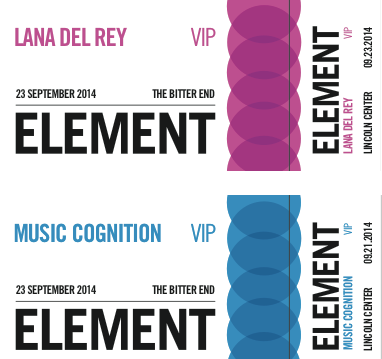 LANA DEL REY VIP
23 SEPTEMBER 2014 THE BITTER END
ELEMENT
ELEMENT
LANA DEL REY VIP
LINCOLN CENTER 09.23.2014
MUSIC COGNITION VIP
23 SEPTEMBER 2014 THE BITTER END
ELEMENT
ELEMENT
MUSIC COGNITION VIP
LINCOLN CENTER 09.21.2014